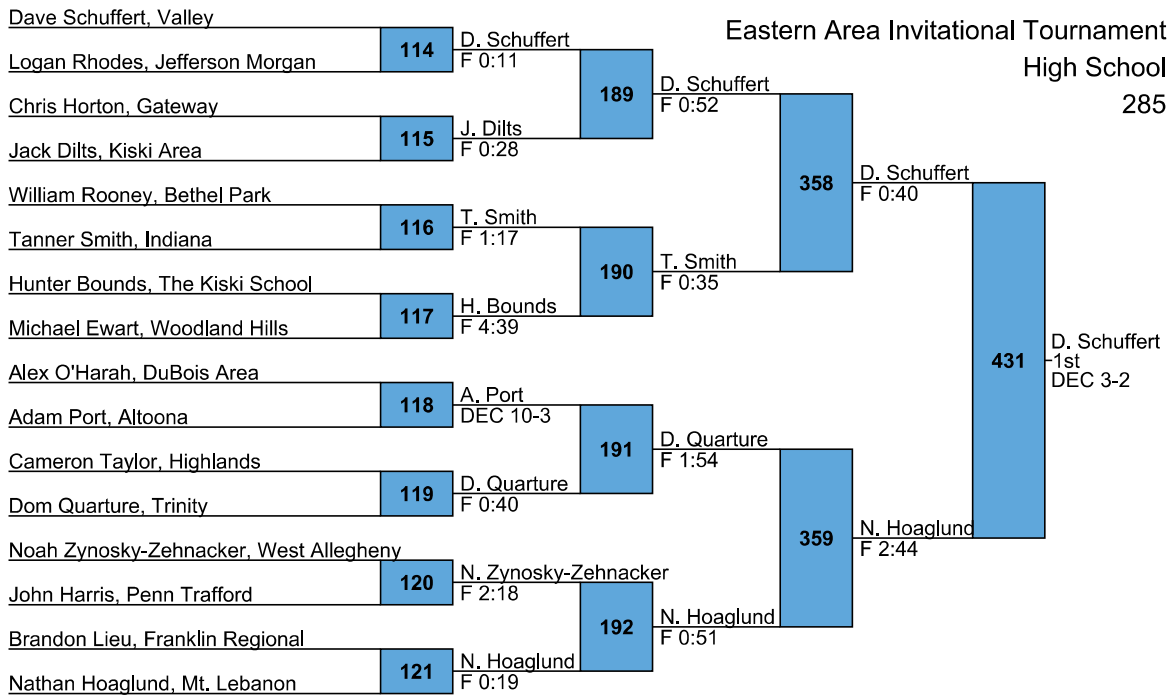 Eastern Area Invitational Tournament
High School
285
Dave Schuffert, Valley
Logan Rhodes, Jefferson Morgan
Chris Horton, Gateway
Jack Dilts, Kiski Area
William Rooney, Bethel Park
Tanner Smith, Indiana
Hunter Bounds, The Kiski School
Michael Ewart, Woodland Hills
Alex O'Harah, DuBois Area
Adam Port, Altoona
Cameron Taylor, Highlands
Dom Quarture, Trinity
Noah Zynosky-Zehnacker, West Allegheny
John Harris, Penn Trafford
Brandon Lieu, Franklin Regional
Nathan Hoaglund, Mt. Lebanon
114
115
116
117
118
119
120
121
D. Schuffert
F 0:11
J. Dilts
F 0:28
T. Smith
F 1:17
H. Bounds
F 4:39
A. Port
DEC 10-3
D. Quarture
F 0:40
N. Zynosky-Zehnacker
F 2:18
N. Hoaglund
F 0:19
189
190
191
192
D. Schuffert
F 0:52
T. Smith
F 0:35
D. Quarture
F 1:54
N. Hoaglund
F 0:51
358
359
D. Schuffert
F 0:40
N. Hoaglund
F 2:44
431
D. Schuffert
1st
DEC 3-2